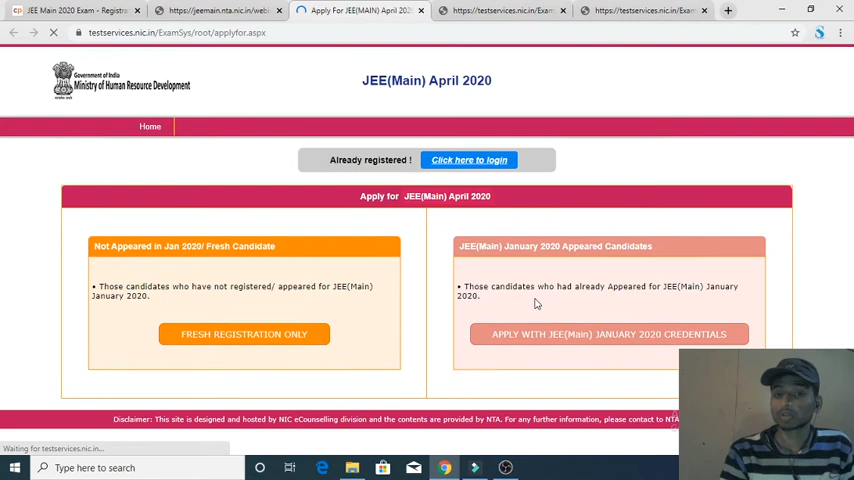 JEE Main 2020 Exam - Registra
https://jeemain.nta.nic.in/webi
Apply For JEE(MAIN) April 202
https://testservices.nic.in/Exam
https://testservices.nic.in/Exam
https://testservices.nic.in/ExamSys/root/applyfor.aspx
Government of India
Ministry of Human Resource Development
JEE(Main) April 2020
Home
Already registered ! Click here to login
Apply for JEE(Main) April 2020
Not Appeared in Jan 2020/ Fresh Candidate
• Those candidates who have not registered/ appeared for JEE(Main)
January 2020.
FRESH REGISTRATION ONLY
JEE(Main) January 2020 Appeared Candidates
• Those candidates who had already Appeared for JEE(Main) January
2020.
APPLY WITH JEE(Main) JANUARY 2020 CREDENTIALS
Disclaimer: This site is designed and hosted by NIC eCounselling division and the contents are provided by NTA. For any further information, please contact to NTA
Waiting for testservices.nic.in...
Type here to search